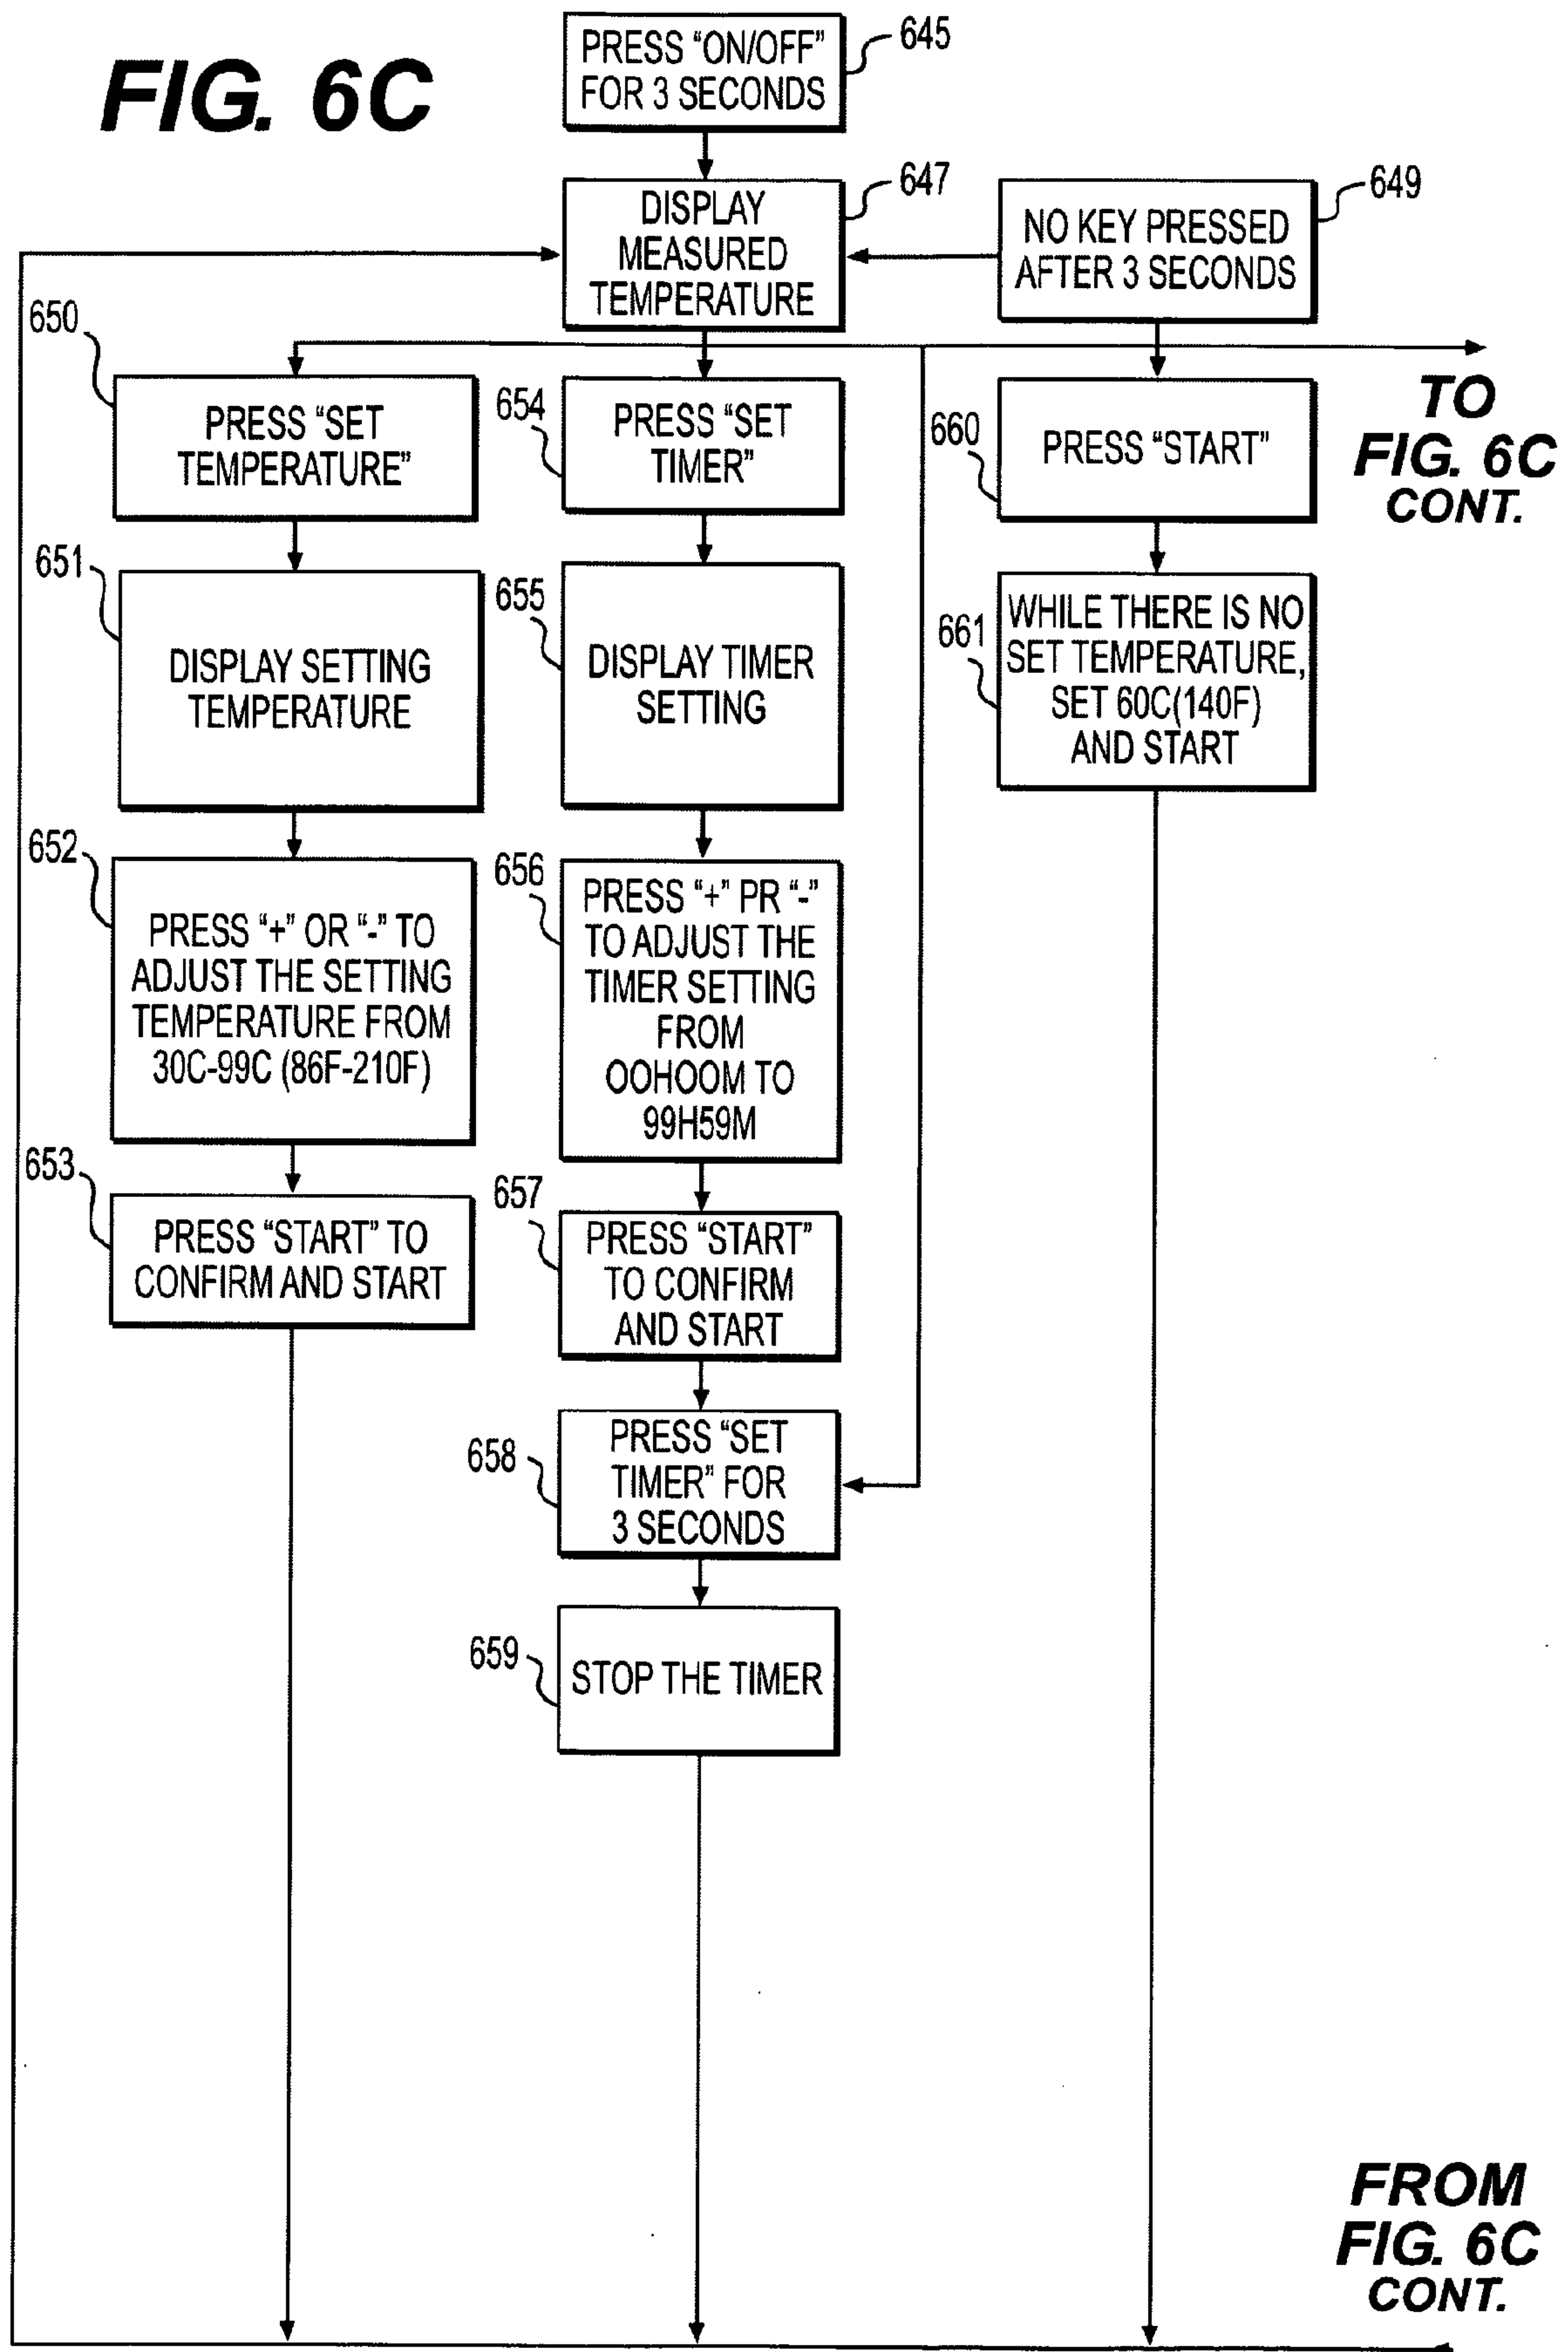 FIG. 6C
PRESS “ON/OFF”
FOR 3 SECONDS
645
DISPLAY
MEASURED
TEMPERATURE
647
NO KEY PRESSED
AFTER 3 SECONDS
649
TO
FIG. 6C
CONT.
650
PRESS “SET
TEMPERATURE”
651
DISPLAY SETTING
TEMPERATURE
652
PRESS “+” OR “-” TO
ADJUST THE SETTING
TEMPERATURE FROM
30C-99C (86F-210F)
653
PRESS “START” TO
CONFIRM AND START
654
PRESS “SET
TIMER”
655
DISPLAY TIMER
SETTING
656
PRESS “+” PR “-”
TO ADJUST THE
TIMER SETTING
FROM
OOHOOM TO
99H59M
657
PRESS “START”
TO CONFIRM
AND START
658
PRESS “SET
TIMER” FOR
3 SECONDS
659
STOP THE TIMER
660
PRESS “START”
661
WHILE THERE IS NO
SET TEMPERATURE,
SET 60C(140F)
AND START
FROM
FIG. 6C
CONT.